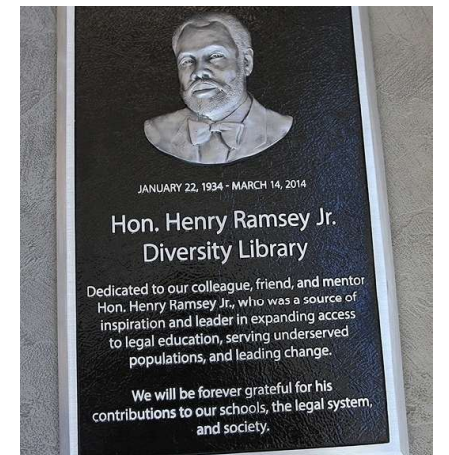 JANUARY 22, 1934 - MARCH 14, 2014
Hon. Henry Ramsey Jr.
Diversity Library
Dedicated to our colleague, friend, and mentor
Hon. Henry Ramsey Jr., who was a source of
inspiration and leader in expanding access
to legal education, serving underserved
populations, and leading change.
We will be forever grateful for his
contributions to our schools, the legal system,
and society.